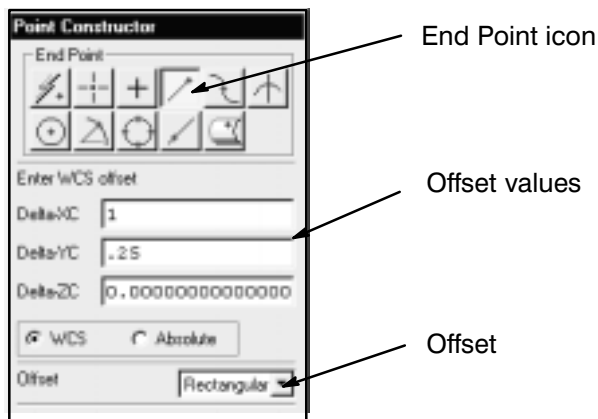 Point Constructor
End Point
End Point icon
Enter WCS offset
Delta-XC 1
Offset values
Delta-YC .25
Delta-ZC 0.00000000000000
WCS Absolute
Offset
Offset Rectangular